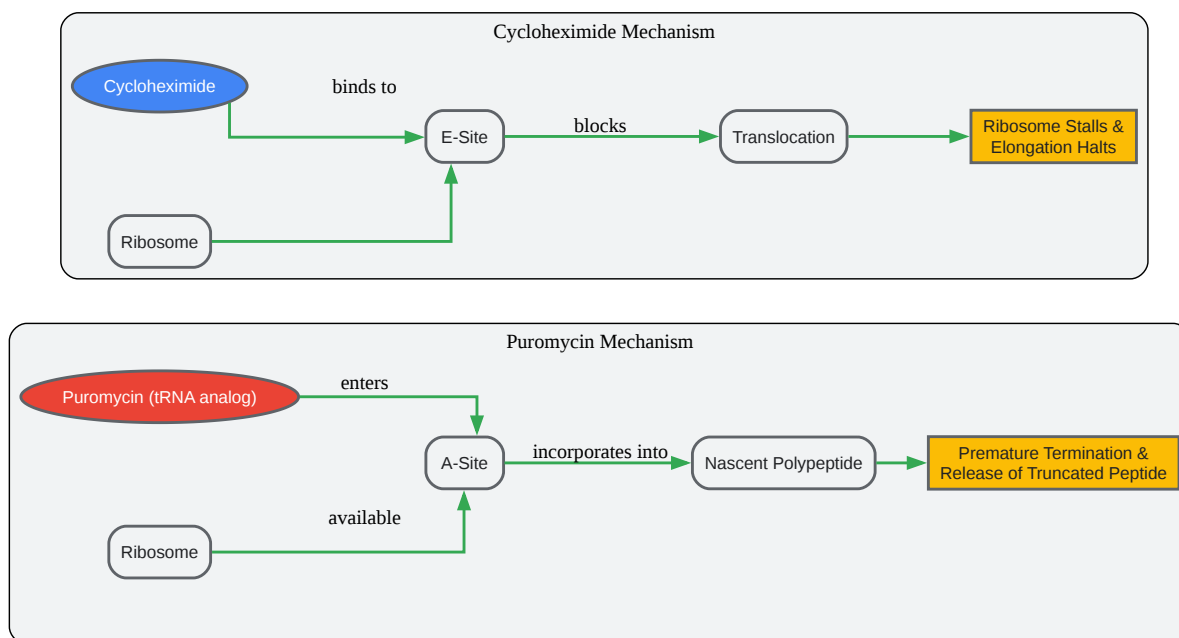 Cycloheximide Mechanism
Cycloheximide
binds to
E-Site
blocks
Translocation
Ribosome Stalls &
Elongation Halts
Ribosome
Puromycin Mechanism
Puromycin (tRNA analog)
enters
A-Site
incorporates into
Nascent Polypeptide
Premature Termination &
Release of Truncated Peptide
available
Ribosome